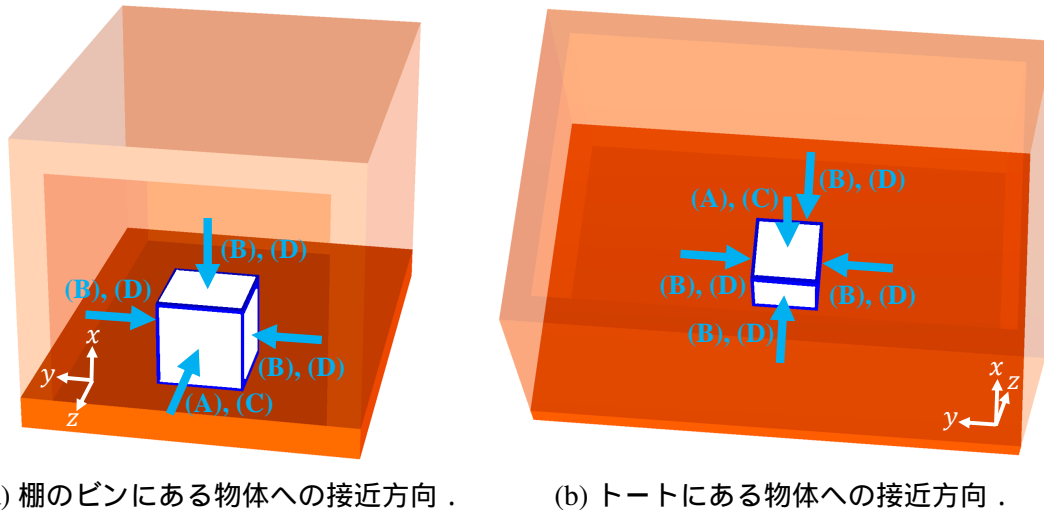 (B), (D)
(B), (D)
(B), (D)
(A), (C)
x
y
z
(B), (D)
(A), (C)
(B), (D)
(B), (D)
(B), (D)
x
z
y
) 棚のビンにある物体への接近方向．
(b) トートにある物体への接近方向．